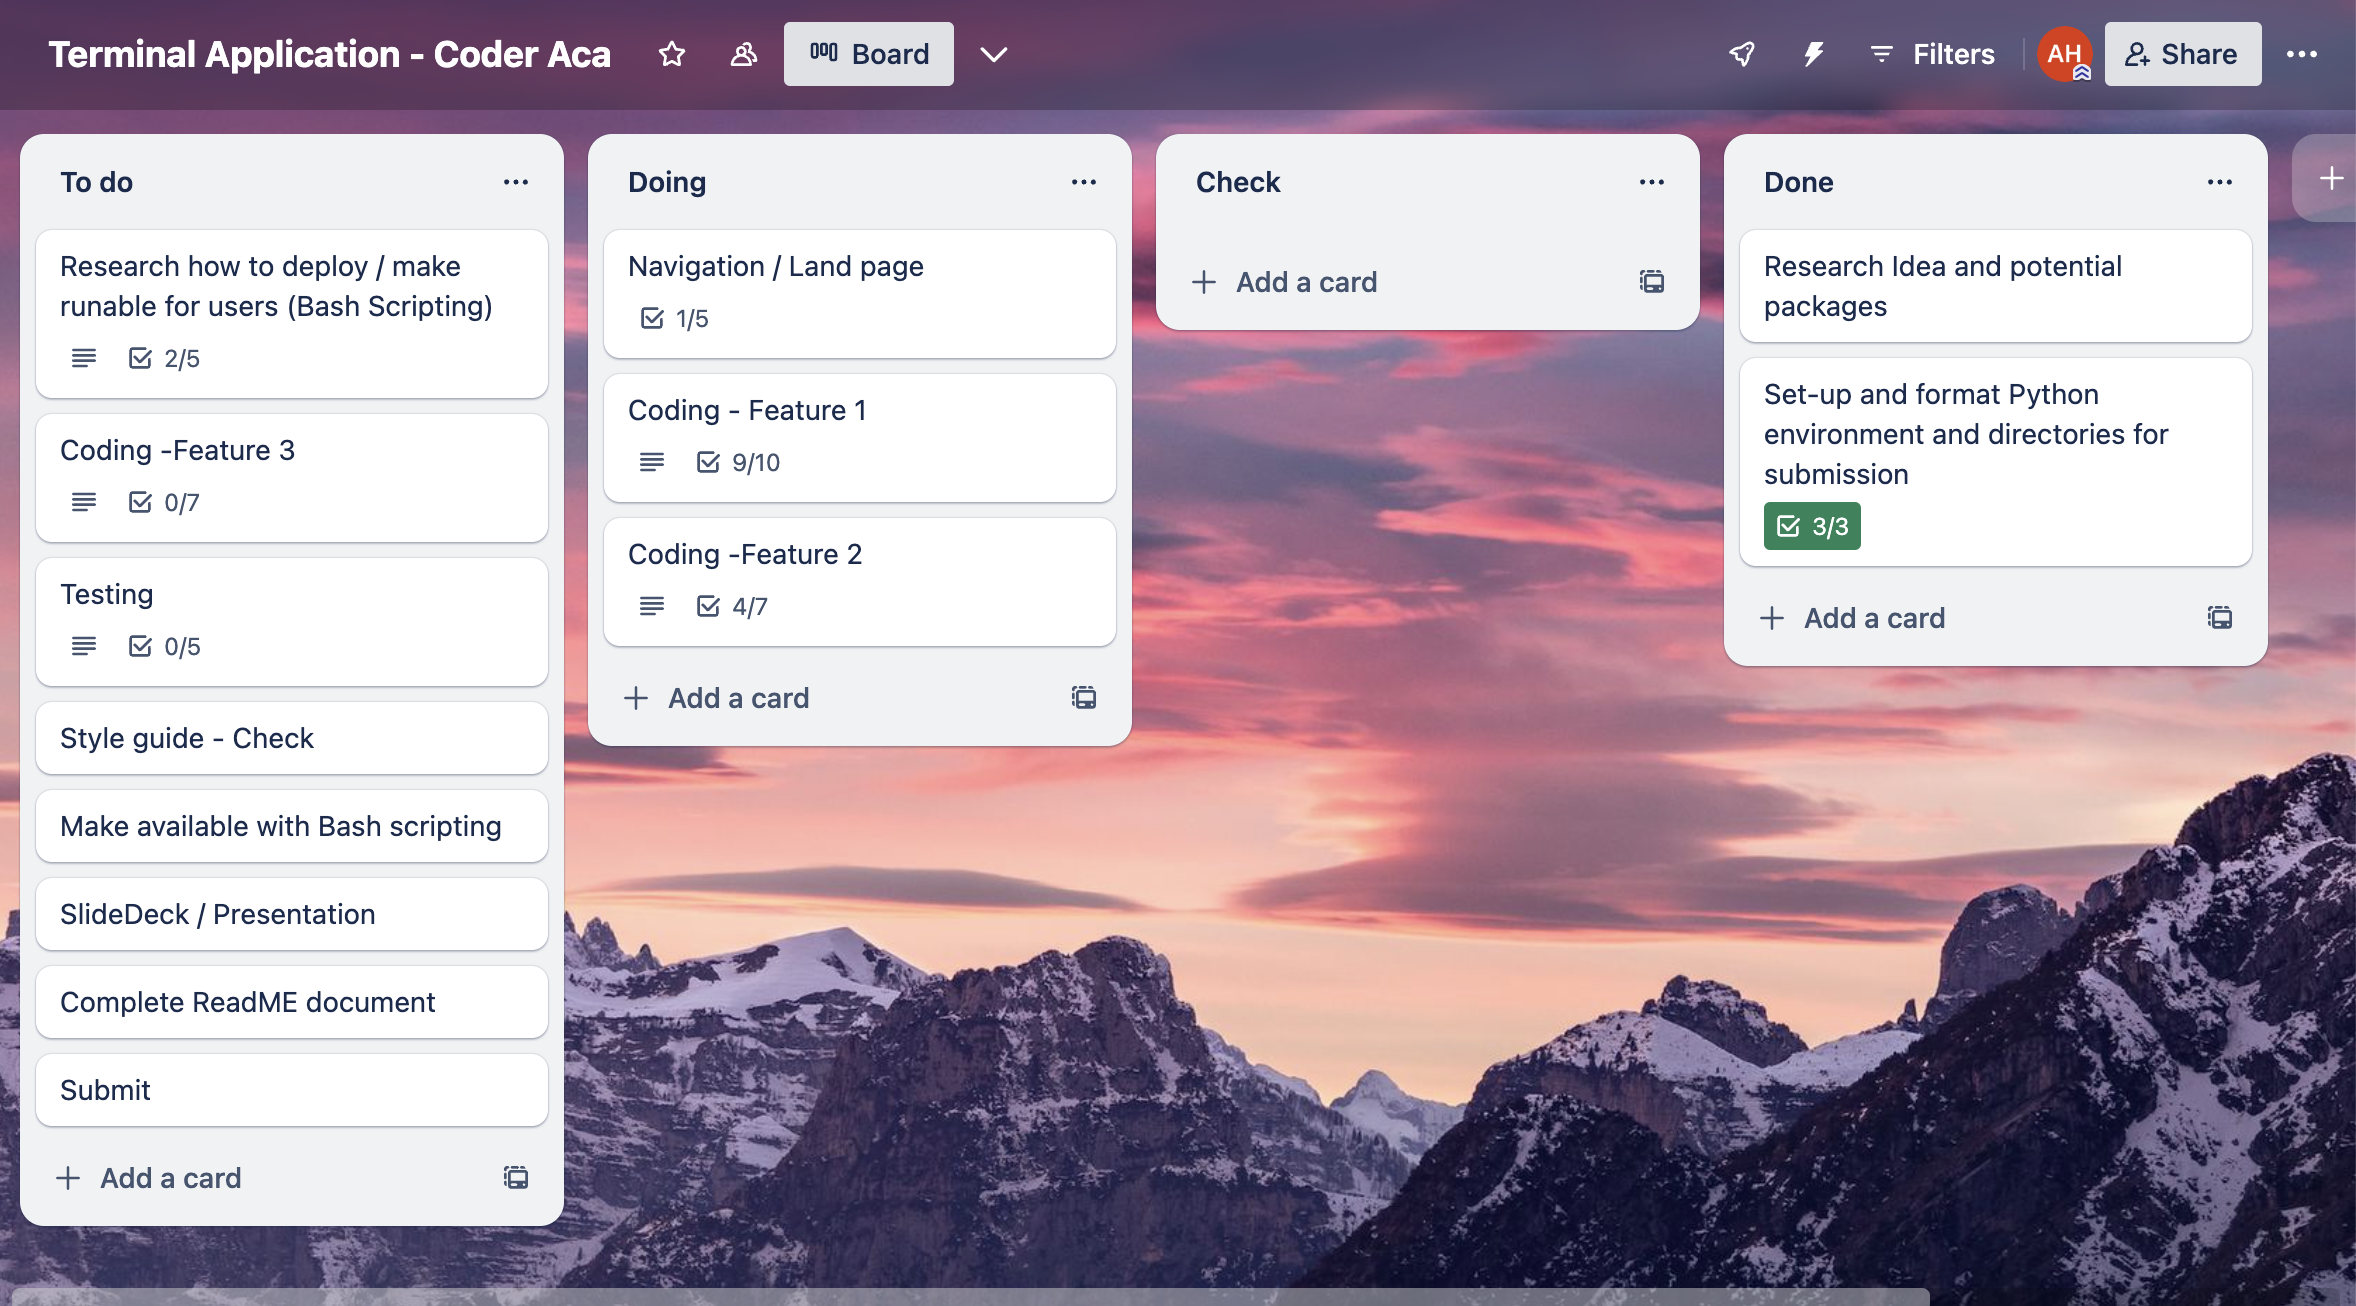 Terminal Application - Coder Aca
Board
Filters
AH
Share
To do
Research how to deploy / make
runable for users (Bash Scripting)
2/5
Coding -Feature 3
0/7
Testing
0/5
Style guide - Check
Make available with Bash scripting
SlideDeck / Presentation
Complete ReadME document
Submit
Add a card
Doing
Navigation / Land page
1/5
Coding - Feature 1
9/10
Coding -Feature 2
4/7
Add a card
Check
Add a card
Done
Research Idea and potential
packages
Set-up and format Python
environment and directories for
submission
3/3
Add a card